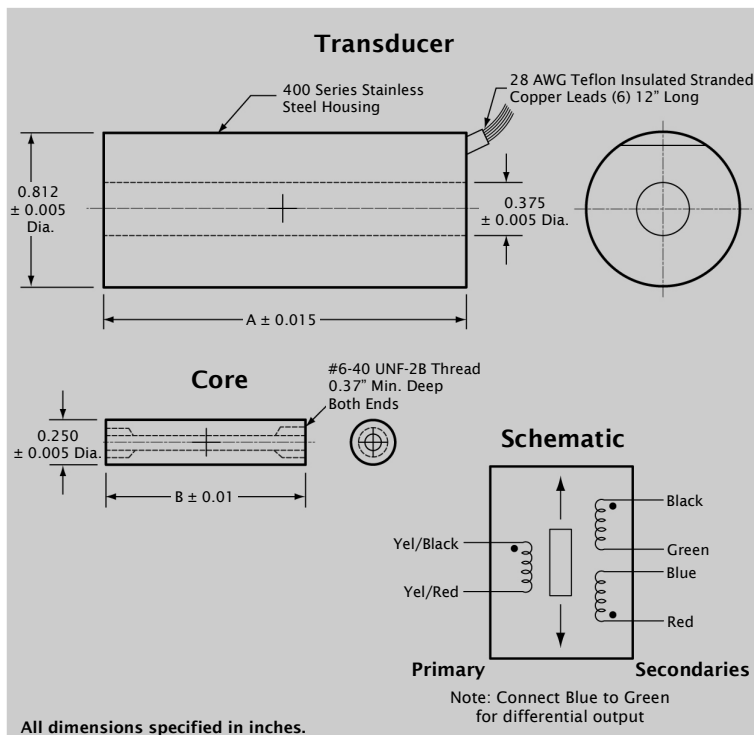 Transducer
400 Series Stainless
Steel Housing
28 AWG Teflon Insulated Stranded
Copper Leads (6) 12" Long
0.812
± 0.005
Dia.
0.375
± 0.005 Dia.
A ± 0.015
Core
#6-40 UNF-2B Thread
0.37" Min. Deep
Both Ends
0.250
± 0.005 Dia.
B ± 0.01
Schematic
Black
Yel/Black
Green
Blue
Yel/Red
Red
Primary
Secondaries
Note: Connect Blue to Green
for differential output
All dimensions specified in inches.